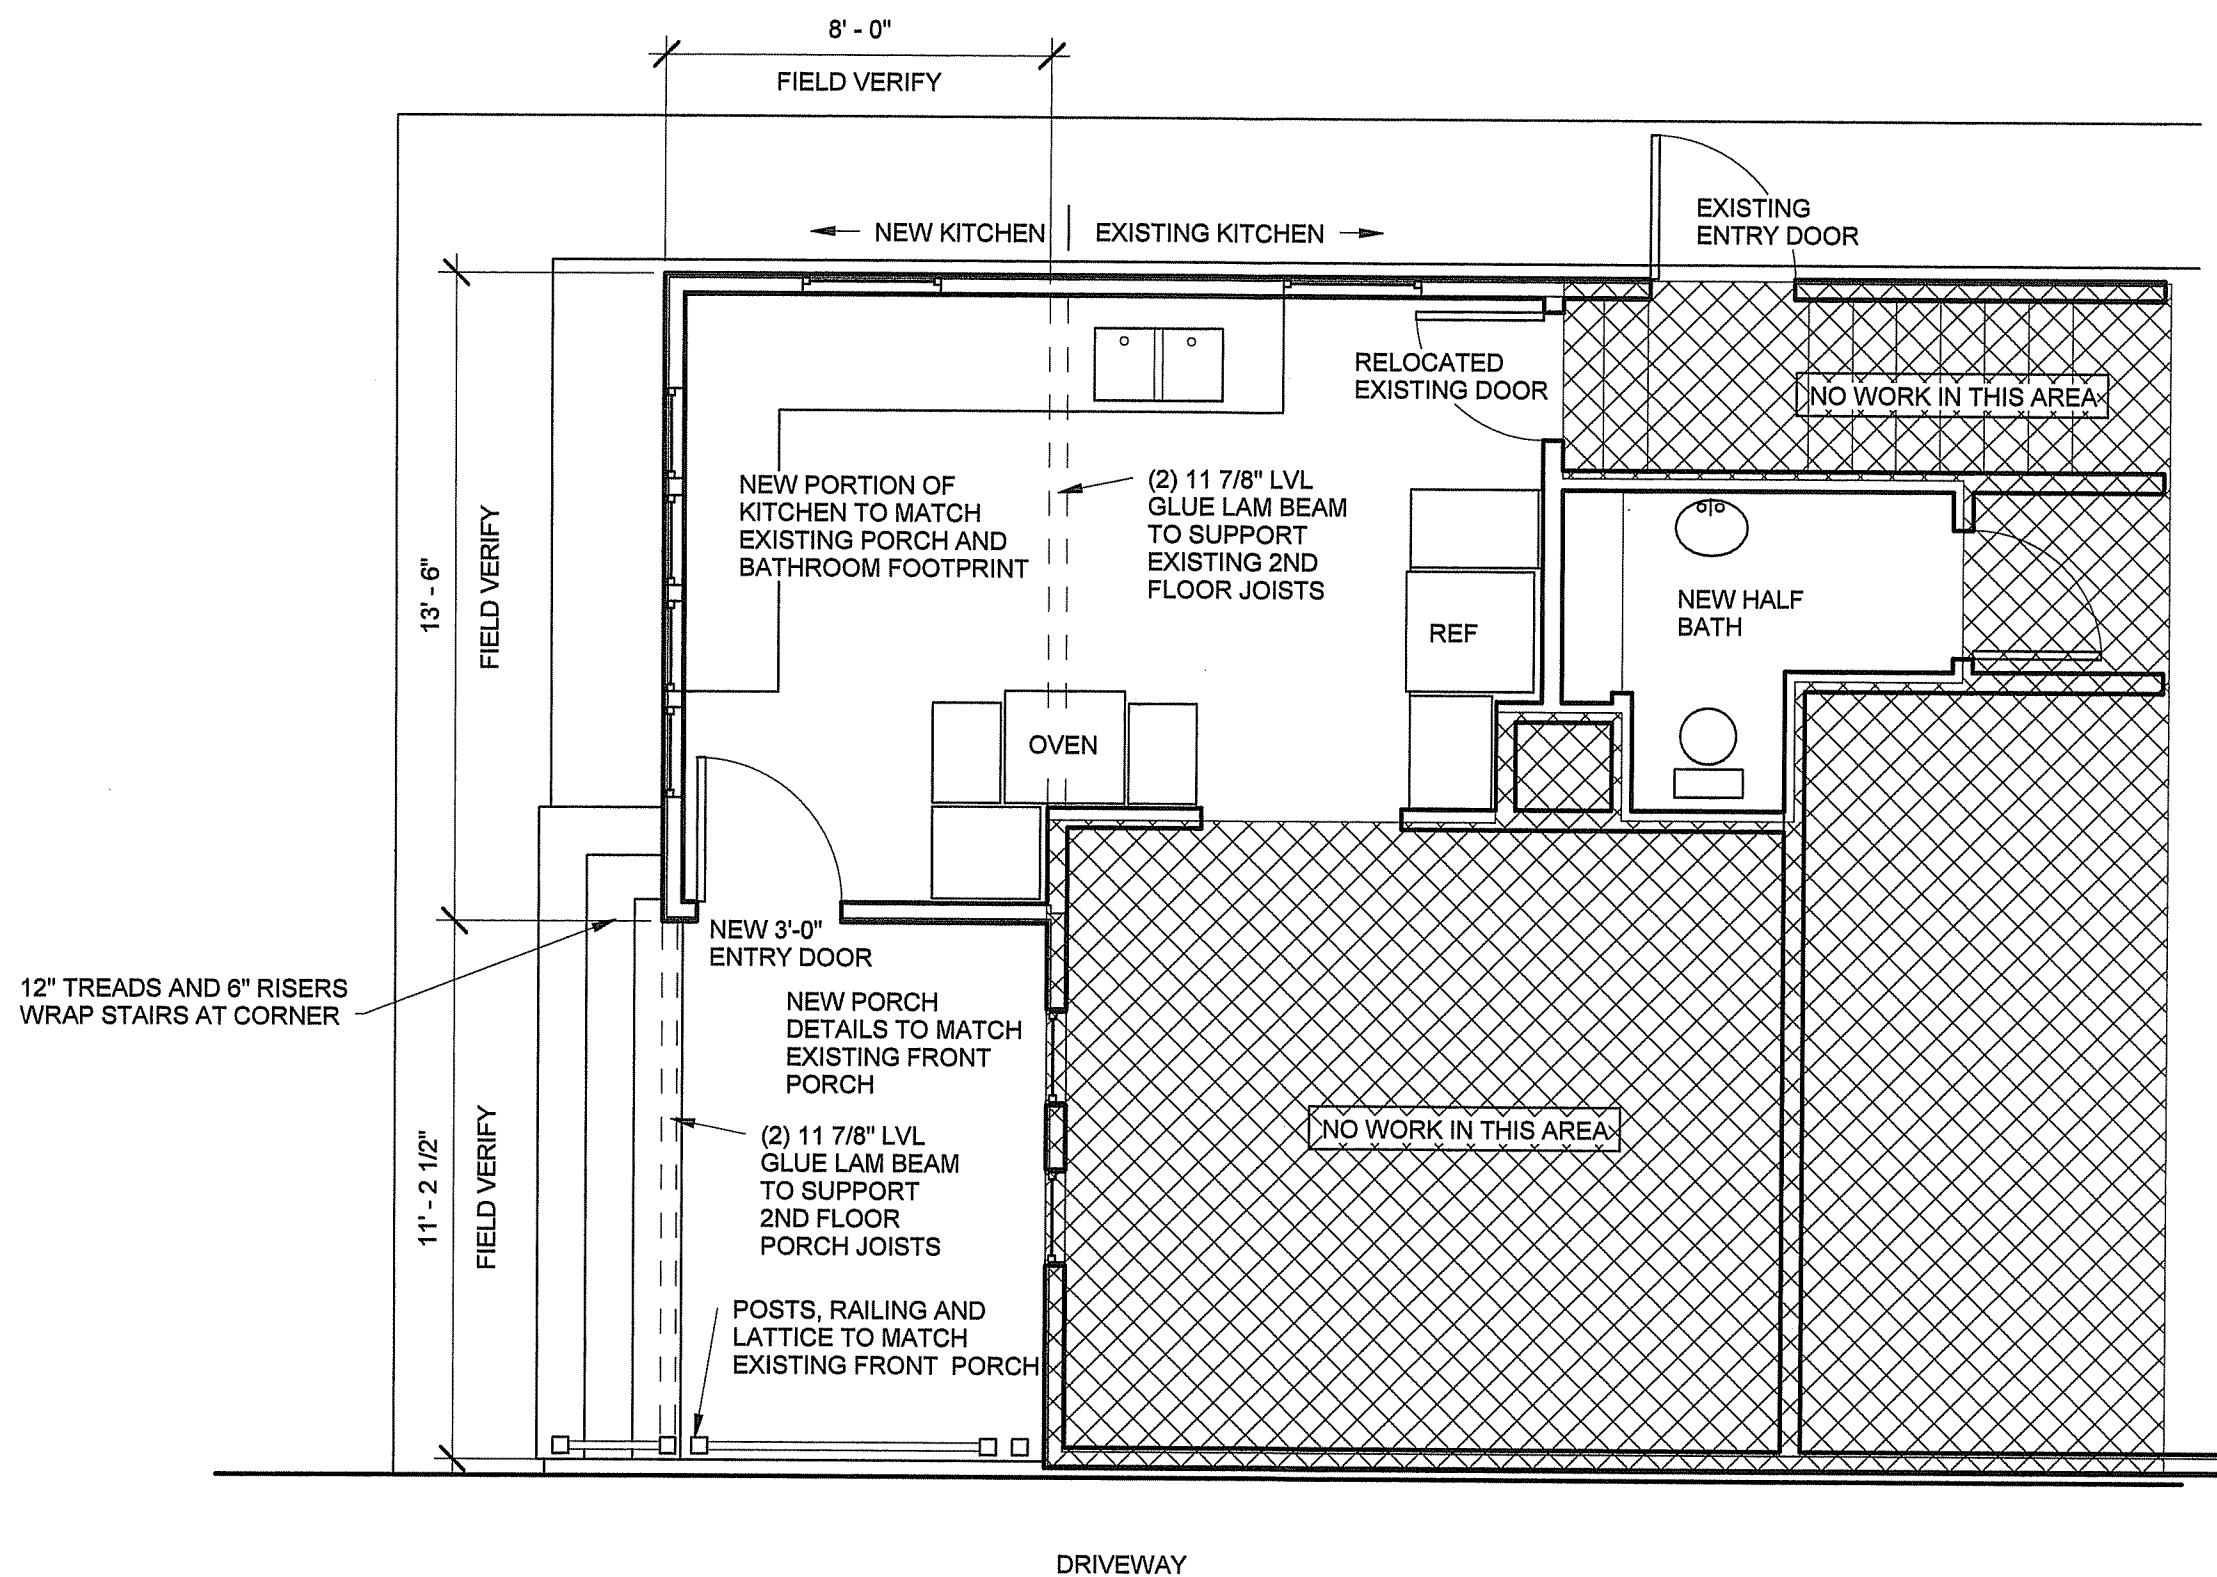 8' - 0"
FIELD VERIFY
NEW KITCHEN
EXISTING KITCHEN
EXISTING
ENTRY DOOR
RELOCATED
EXISTING DOOR
NO WORK IN THIS AREA
13' - 6"
FIELD VERIFY
NEW PORTION OF
KITCHEN TO MATCH
EXISTING PORCH AND
BATHROOM FOOTPRINT
(2) 11 7/8" LVL
GLUE LAM BEAM
TO SUPPORT
EXISTING 2ND
FLOOR JOISTS
REF
NEW HALF
BATH
OVEN
NEW 3'-0"
ENTRY DOOR
12" TREADS AND 6" RISERS
WRAP STAIRS AT CORNER
NEW PORCH
DETAILS TO MATCH
EXISTING FRONT
PORCH
11' - 2 1/2"
FIELD VERIFY
(2) 11 7/8" LVL
GLUE LAM BEAM
TO SUPPORT
2ND FLOOR
PORCH JOISTS
NO WORK IN THIS AREA
POSTS, RAILING AND
LATTICE TO MATCH
EXISTING FRONT  PORCH
DRIVEWAY